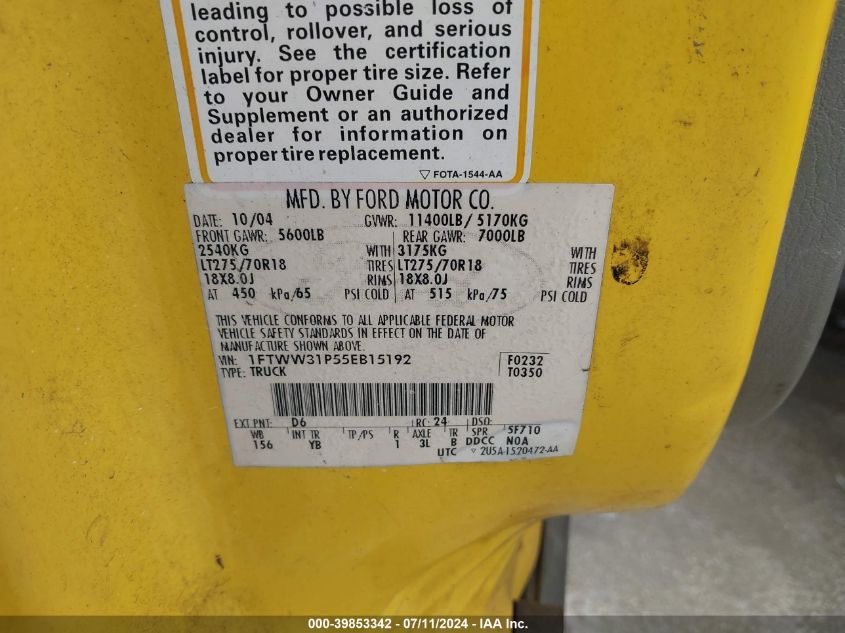 leading to possible loss of
control, rollover, and serious
injury. See the certification
label for proper tire size. Refer
to your Owner Guide and
Supplement or an authorized
dealer for information on
proper tire replacement.
▽ FOTA-1544-AA
MFD. BY FORD MOTOR CO.
DATE: 10/04 GVWR: 11400LB/ 5170KG
FRONT GAWR: 5600LB REAR GAWR: 7000LB
2540KG WITH 3175KG WITH
LT275/70R18 TIRES LT275/70R18 TIRES
18X8.0J RIMS 18X8.0J RIMS
AT 450 kPa/65 PSI COLD AT 515 kPa/75 PSI COLD
THIS VEHICLE CONFORMS TO ALL APPLICABLE FEDERAL MOTOR
VEHICLE SAFETY STANDARDS IN EFFECT ON THE DATE OF
MANUFACTURE SHOWN ABOVE.
VIN: 1FTWW31P55EB15192 F0232
TYPE: TRUCK T0350
EXT PNT: D6 RC: 24 DSO:
WB INT TR TP/PS R AXLE TR SPR 5F710
156 YB 1 3L B DDCC N0A
UTC ▽ 2U5A-1520472-AA
000-39853342 - 07/11/2024 - IAA Inc.